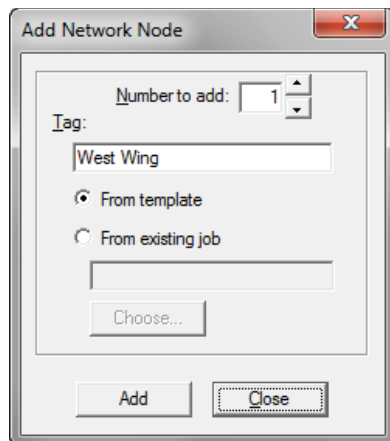 Add Network Node
Number to add: 1
Tag:
West Wing
From template
From existing job
Choose...
Add Close